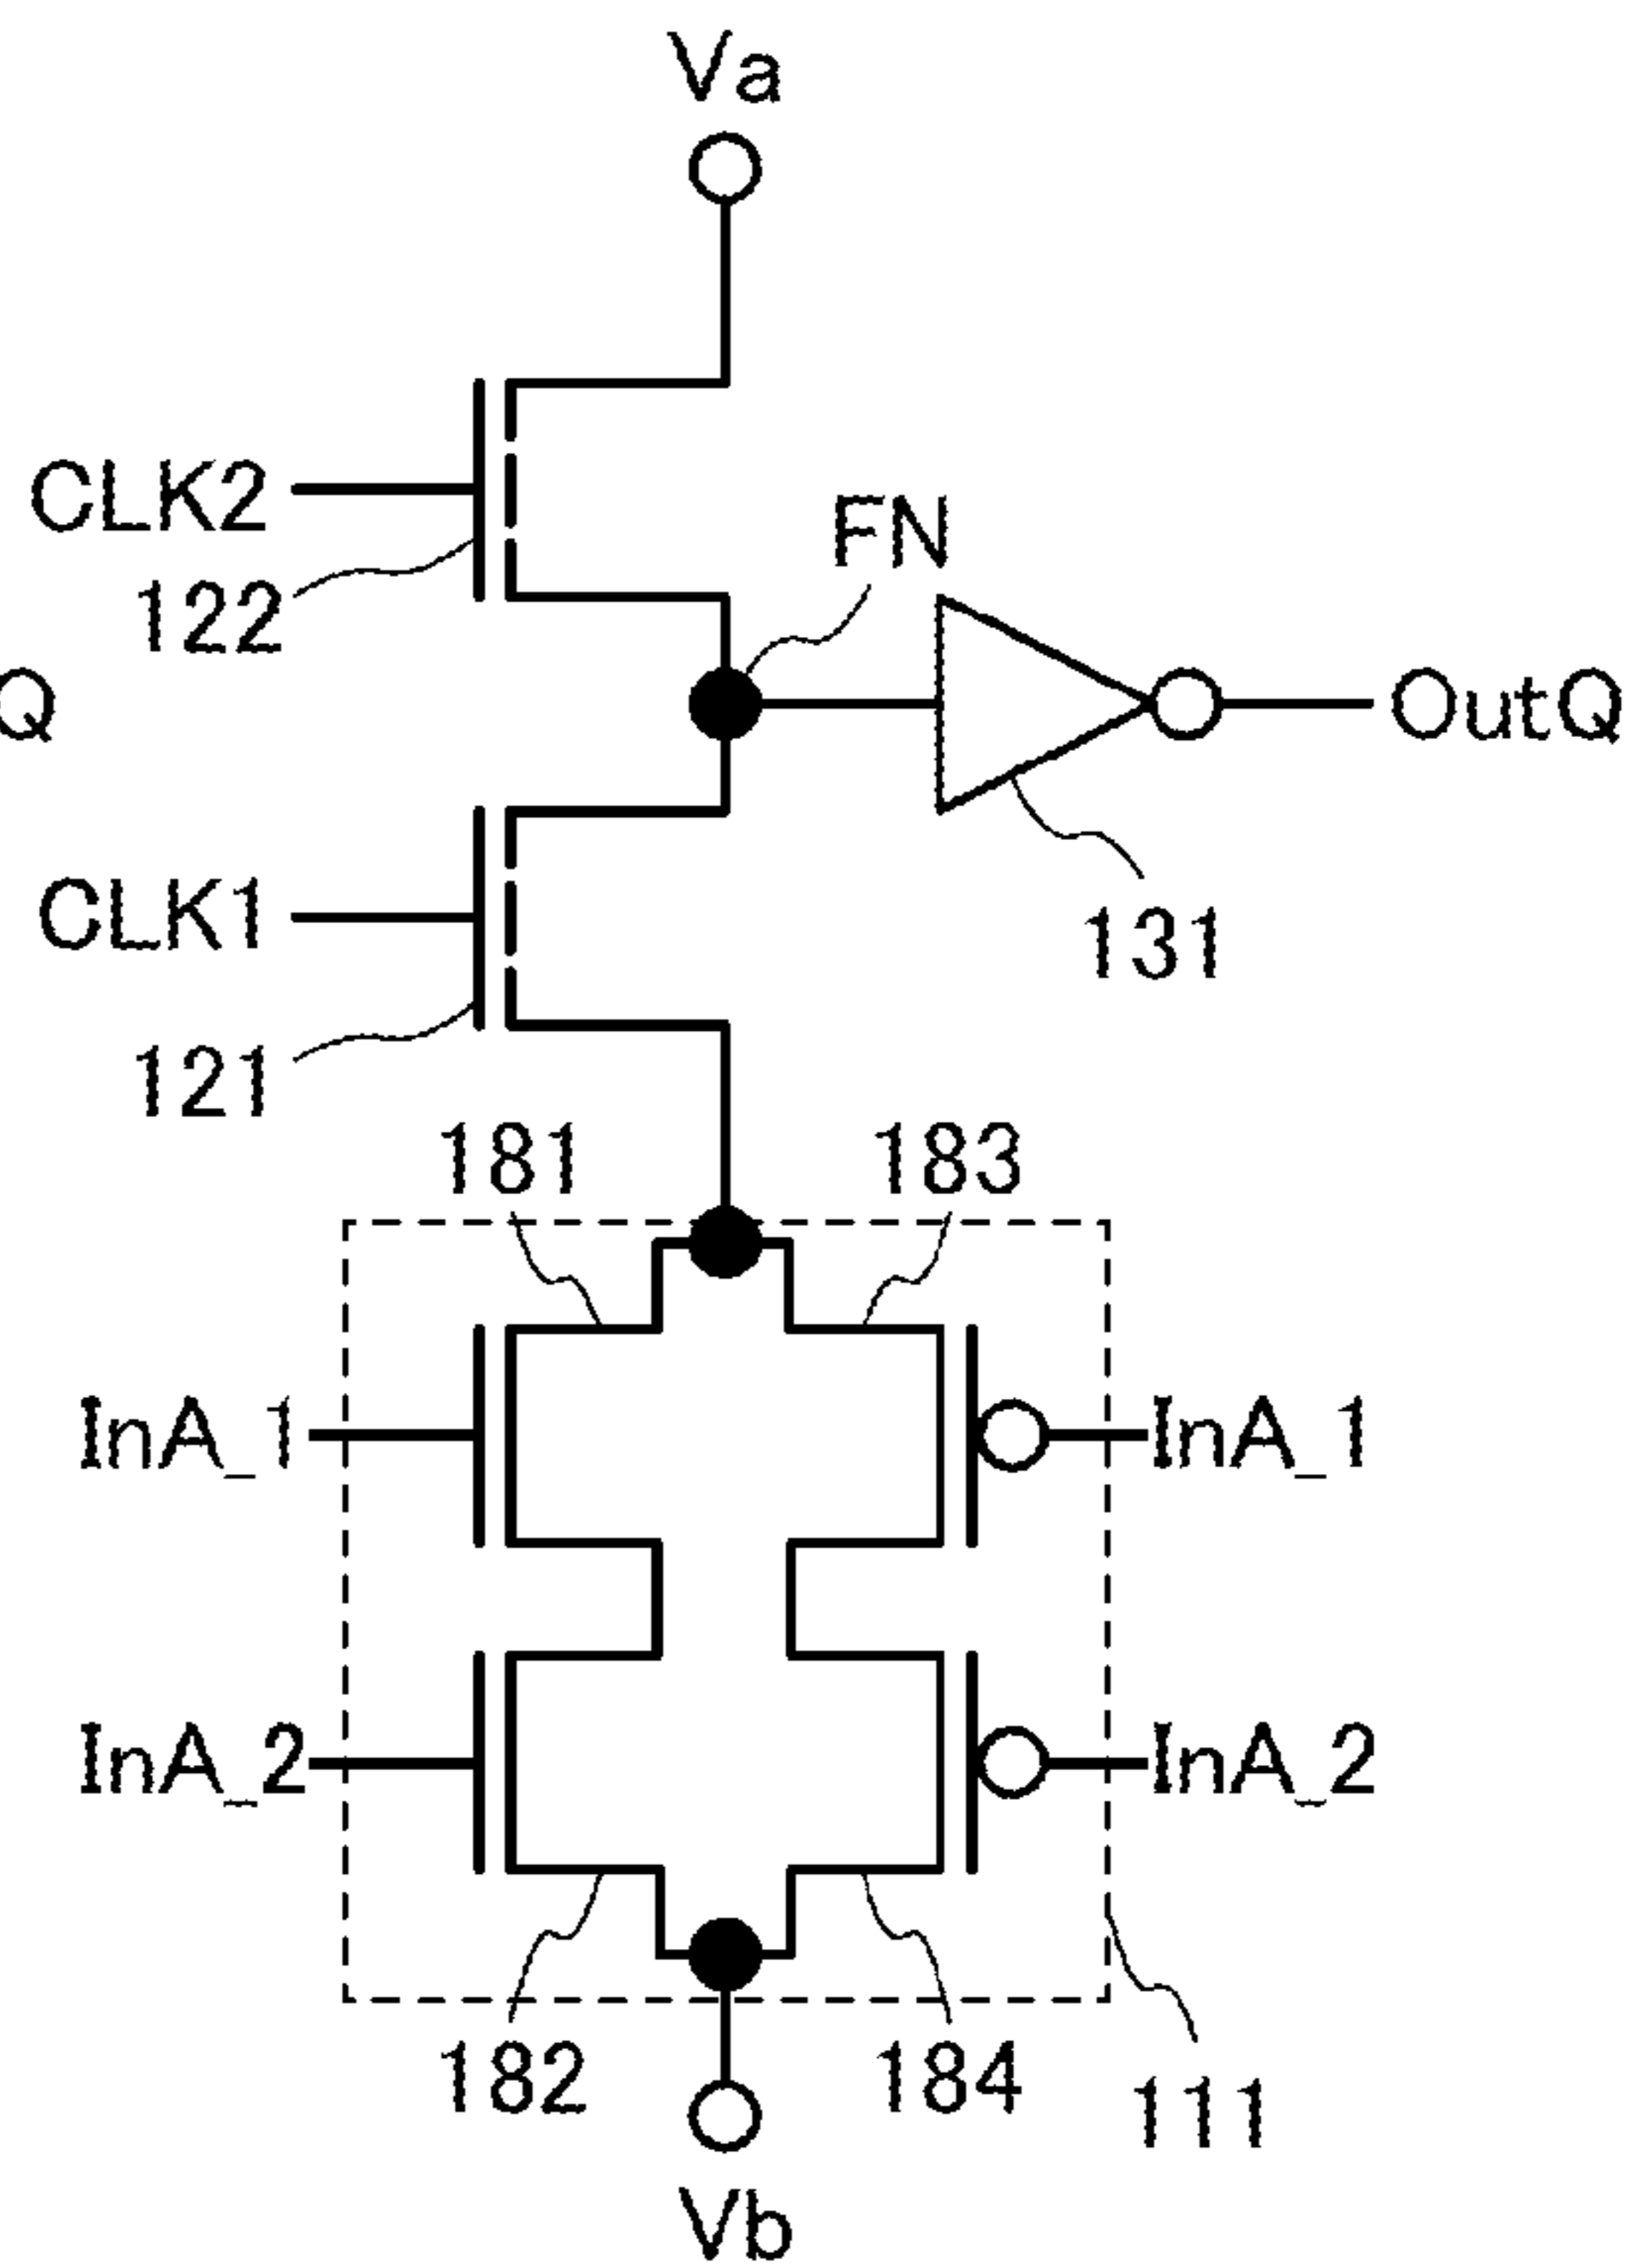 Va
CLK2
FN
122
Q
OutQ
CLK1
131
121
181
183
InA_1
InA_1
InA_2
InA_2
182
184
111
Vb